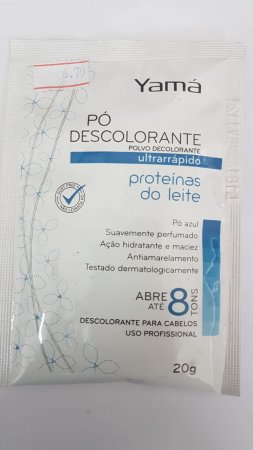 Yamá
PÓ
DESCOLORANTE
POLVO DECOLORANTE
ultrarrápido
proteínas
do leite
Pó azul
Suavemente perfumado
Ação hidratante e maciez
Antiamarelamento
Testado dermatologicamente
ABRE
ATÉ
8
TONS
DESCOLORANTE PARA CABELOS
USO PROFISSIONAL
20g